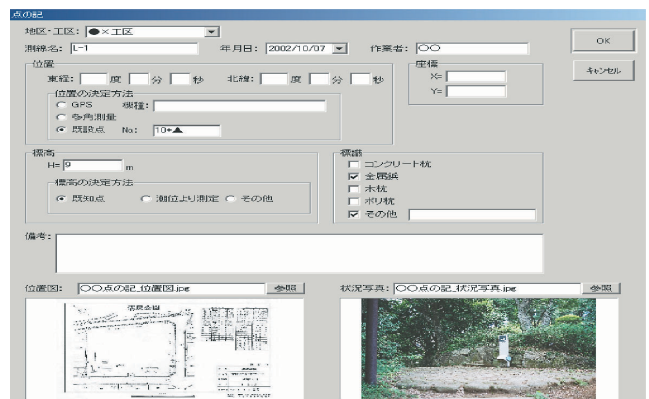 点の記
地区・工区: ●×工区
測線名: L-1 年月日: 2002/10/07 作業者: ○○
OK
キャンセル
位置
東経: 度 分 秒 北緯: 度 分 秒
座標
X=
Y=
位置の決定方法
GPS 機種:
多角測量
既設点 No: 10+▲
標高
H= 9 m
標高の決定方法
既知点 潮位より測定 その他
標識
コンクリート杭
金属鋲
木杭
ポリ杭
その他
備考:
位置図: ○○点の記_位置図.jpg 参照
状況写真: ○○点の記_状況写真.jpg 参照